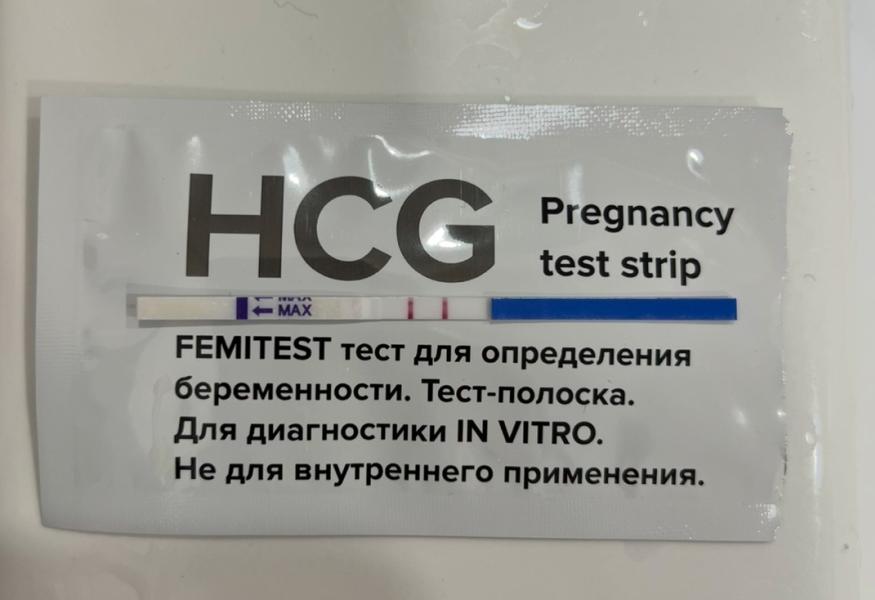 HCG
Pregnancy
test strip
MAX
MAX
FEMITEST тест для определения
беременности. Тест-полоска.
Для диагностики IN VITRO.
Не для внутреннего применения.